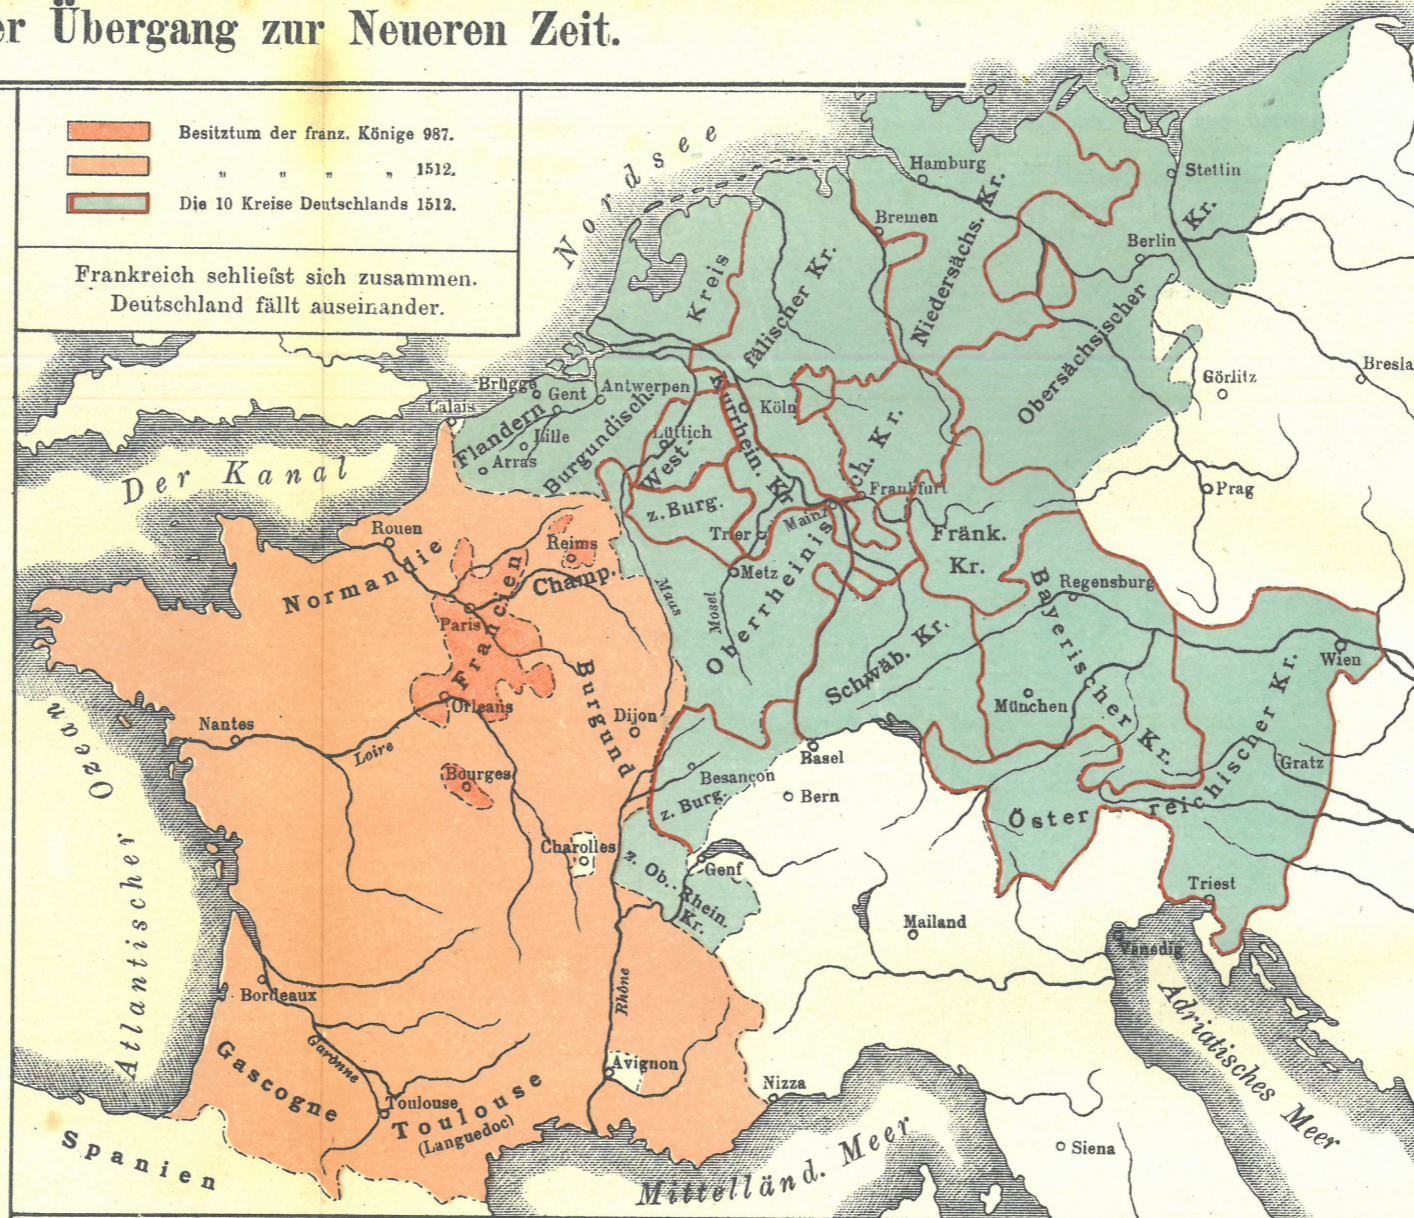 er Übergang zur Neueren Zeit.
Besitztum der franz. Könige 987.
„ „ „ „ 1512.
Die 10 Kreise Deutschlands 1512.
Frankreich schließt sich zusammen.
Deutschland fällt auseinander.
Nordsee
Hamburg
Stettin
Bremen
Berlin
Kreis
fälischer Kr.
Niedersächs. Kr.
Obersächsischer Kr.
Görlitz
Bresla
Brügge
Gent
Antwerpen
Calais
Flandern
Lille
Arras
Burgundisch.
Lüttich
West-
Kurrhein. Kr
Köln
ch. Kr.
Frankfurt
Prag
Der Kanal
z. Burg.
Trier
Mainz
Fränk.
Kr.
Rouen
Reims
Normandie
Champ.
Francien
Paris
Maas
Metz
Mosel
Oberrheinis
Regensburg
Bayerischer Kr.
Schwäb. Kr.
Wien
München
Orleans
Burgund
Dijon
Nantes
Loire
Bourges
Besançon
z. Burg.
Basel
Bern
Österreichischer Kr.
Gratz
Charolles
z. Ob.-Rhein.
Kr.
Genf
Triest
Mailand
Venedig
Atlantischer Ozean
Bordeaux
Rhône
Garonne
Gascogne
Toulouse
Toulouse
(Languedoc)
Avignon
Nizza
Adriatisches Meer
Spanien
Siena
Mittelländ. Meer